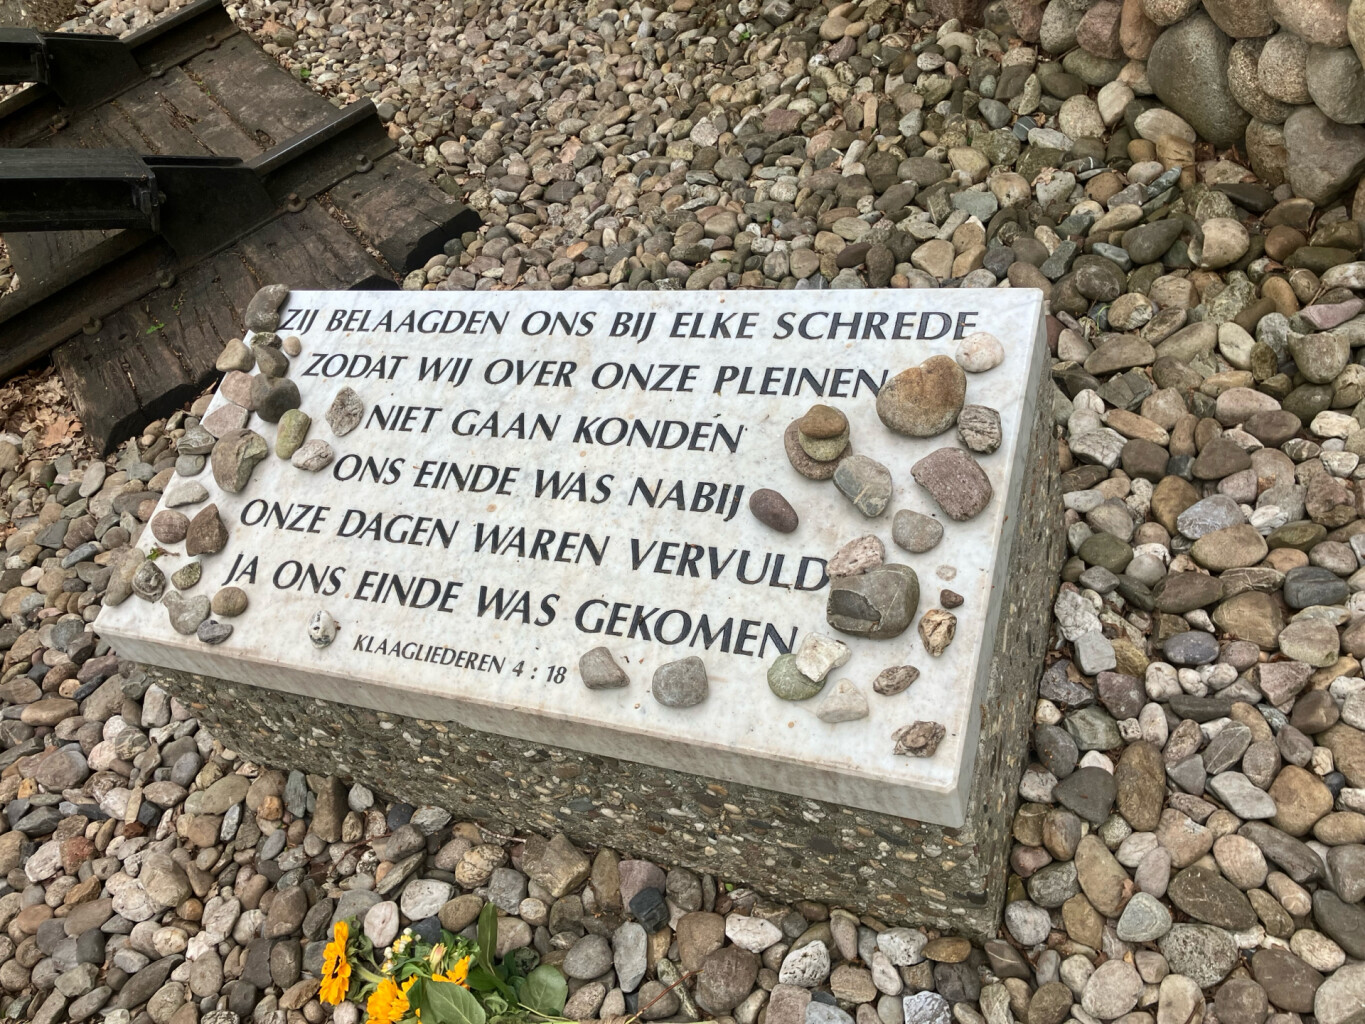 ZIJ BELAAGDEN ONS BIJ ELKE SCHREDE
ZODAT WIJ OVER ONZE PLEINEN
NIET GAAN KONDEN
ONS EINDE WAS NABIJ
ONZE DAGEN WAREN VERVULD
JA ONS EINDE WAS GEKOMEN
KLAAGLIEDEREN 4 : 18